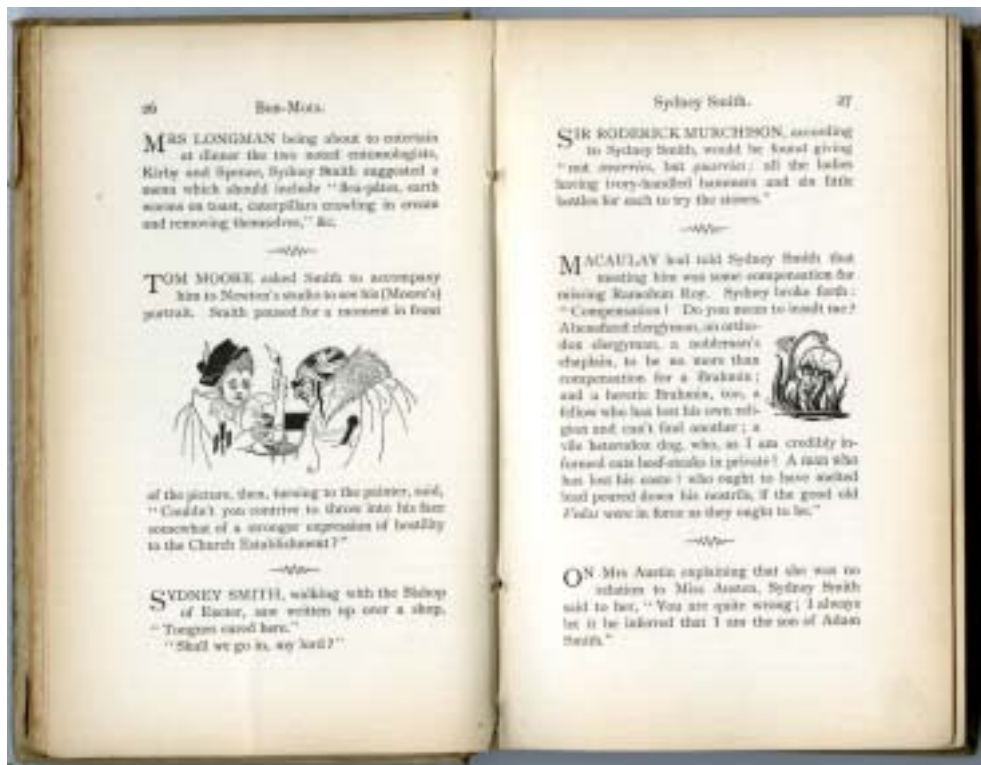 26 Bon-Mots.
MRS LONGMAN being about to entertain
at dinner the two noted entomologists,
Kirby and Spence, Sydney Smith suggested a
menu which should include "flea-pâtes, earth
worms on toast, caterpillars crawling in cream
and removing themselves," &c.
TOM MOORE asked Smith to accompany
him to Newton's studio to see his (Moore's)
portrait. Smith paused for a moment in front
of the picture, then, turning to the painter, said,
"Couldn't you contrive to throw into his face
somewhat of a stronger expression of hostility
to the Church Establishment?"
SYDNEY SMITH, walking with the Bishop
of Exeter, saw written up over a shop,
"Tongues cured here."
"Shall we go in, my lord?"
Sydney Smith. 27
SIR RODERICK MURCHISON, according
to Sydney Smith, would be found giving
"not swarries, but quarries; all the ladies
having ivory-handled hammers and six little
bottles for each to try the stones."
MACAULAY had told Sydney Smith that
meeting him was some compensation for
missing Ramohun Roy. Sydney broke forth:
"Compensation! Do you mean to insult me?
A beneficed clergyman, an ortho-
dox clergyman, a nobleman's
chaplain, to be no more than
compensation for a Brahmin;
and a heretic Brahmin, too, a
fellow who has lost his own reli-
gion and can't find another; a
vile heterodox dog, who, as I am credibly in-
formed eats beef-steaks in private! A man who
has lost his caste! who ought to have melted
lead poured down his nostrils, if the good old
Vedas were in force as they ought to be."
ON Mrs Austin explaining that she was no
relation to Miss Austen, Sydney Smith
said to her, "You are quite wrong; I always
let it be inferred that I am the son of Adam
Smith."